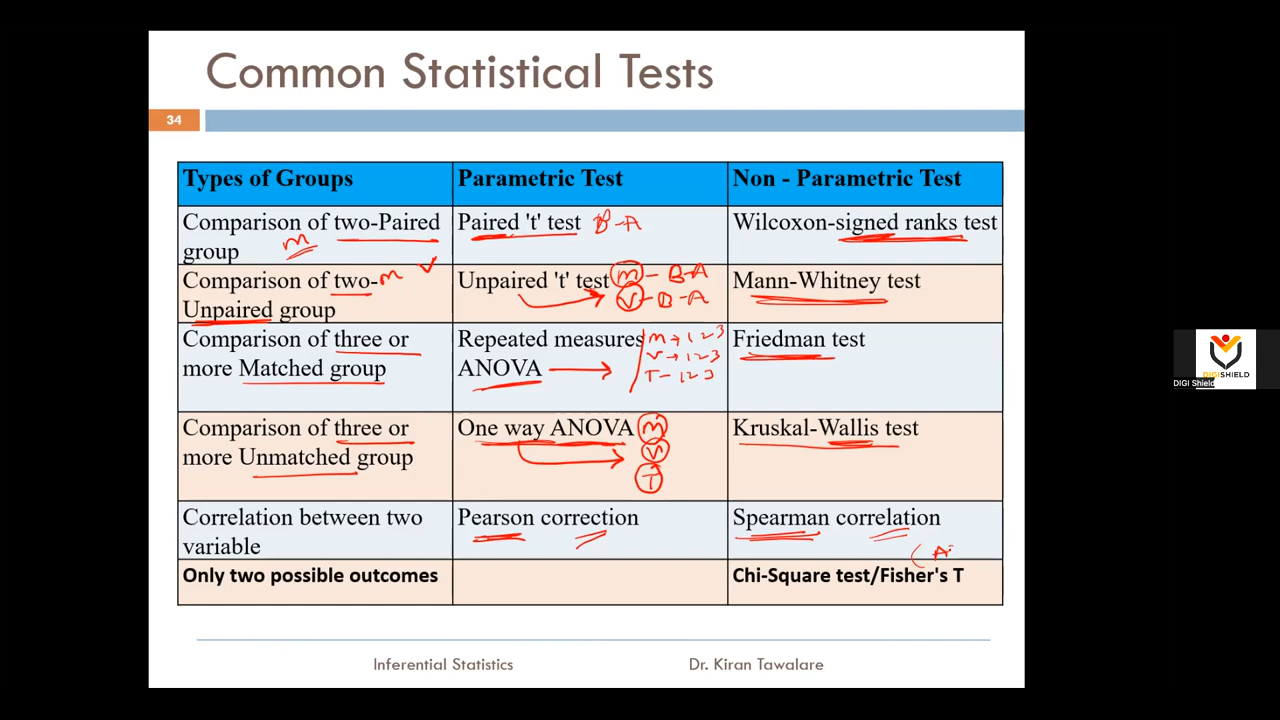 Common Statistical Tests
34
Types of Groups
Parametric Test
Non - Parametric Test
Comparison of two-Paired
group
m
Paired 't' test B-A
Wilcoxon-signed ranks test
Comparison of two-m v
Unpaired group
Unpaired 't' test m - B-A
v - B-A
Mann-Whitney test
Comparison of three or
more Matched group
Repeated measures m → 123
ANOVA v → 123
T - 123
Friedman test
Comparison of three or
more Unmatched group
One way ANOVA m
v
T
Kruskal-Wallis test
Correlation between two
variable
Pearson correction
Spearman correlation
(A
Only two possible outcomes
Chi-Square test/Fisher's T
Inferential Statistics
Dr. Kiran Tawalare
DIGISHIELD
DIGI Shield